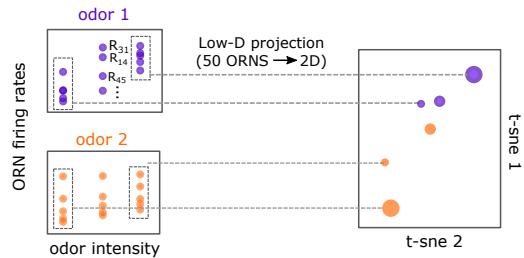 odor 1
R31
R14
R45
...
ORN firing rates
Low-D projection
(50 ORNS → 2D)
odor 2
odor intensity
t-sne 1
t-sne 2